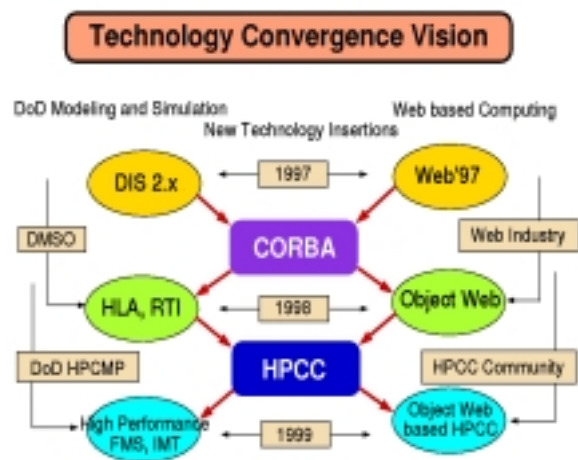 Technology Convergence Vision
DoD Modeling and Simulation
Web based Computing
New Technology Insertions
DIS 2.x
1997
Web'97
DMSO
CORBA
Web Industry
HLA, RTI
1998
Object Web
DoD HPCMP
HPCC
HPCC Community
High Performance
FMS, IMT
1999
Object Web
based HPCC